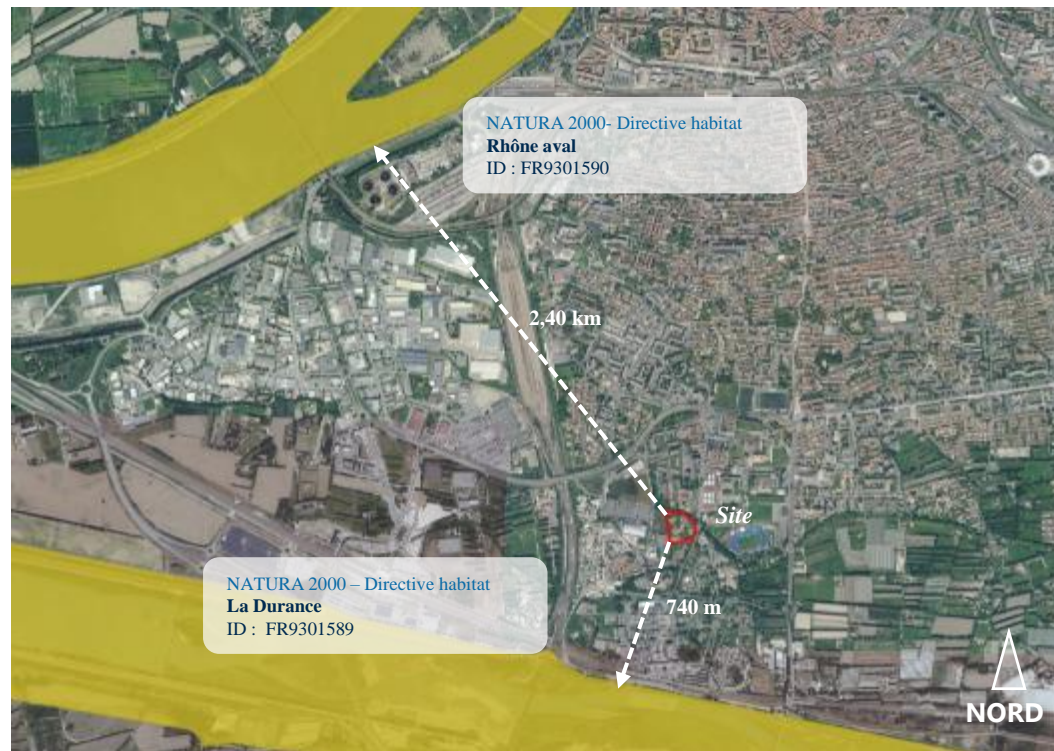 NATURA 2000- Directive habitat
Rhône aval
ID : FR9301590
2,40 km
Site
NATURA 2000 – Directive habitat
La Durance
ID :  FR9301589
740 m
NORD